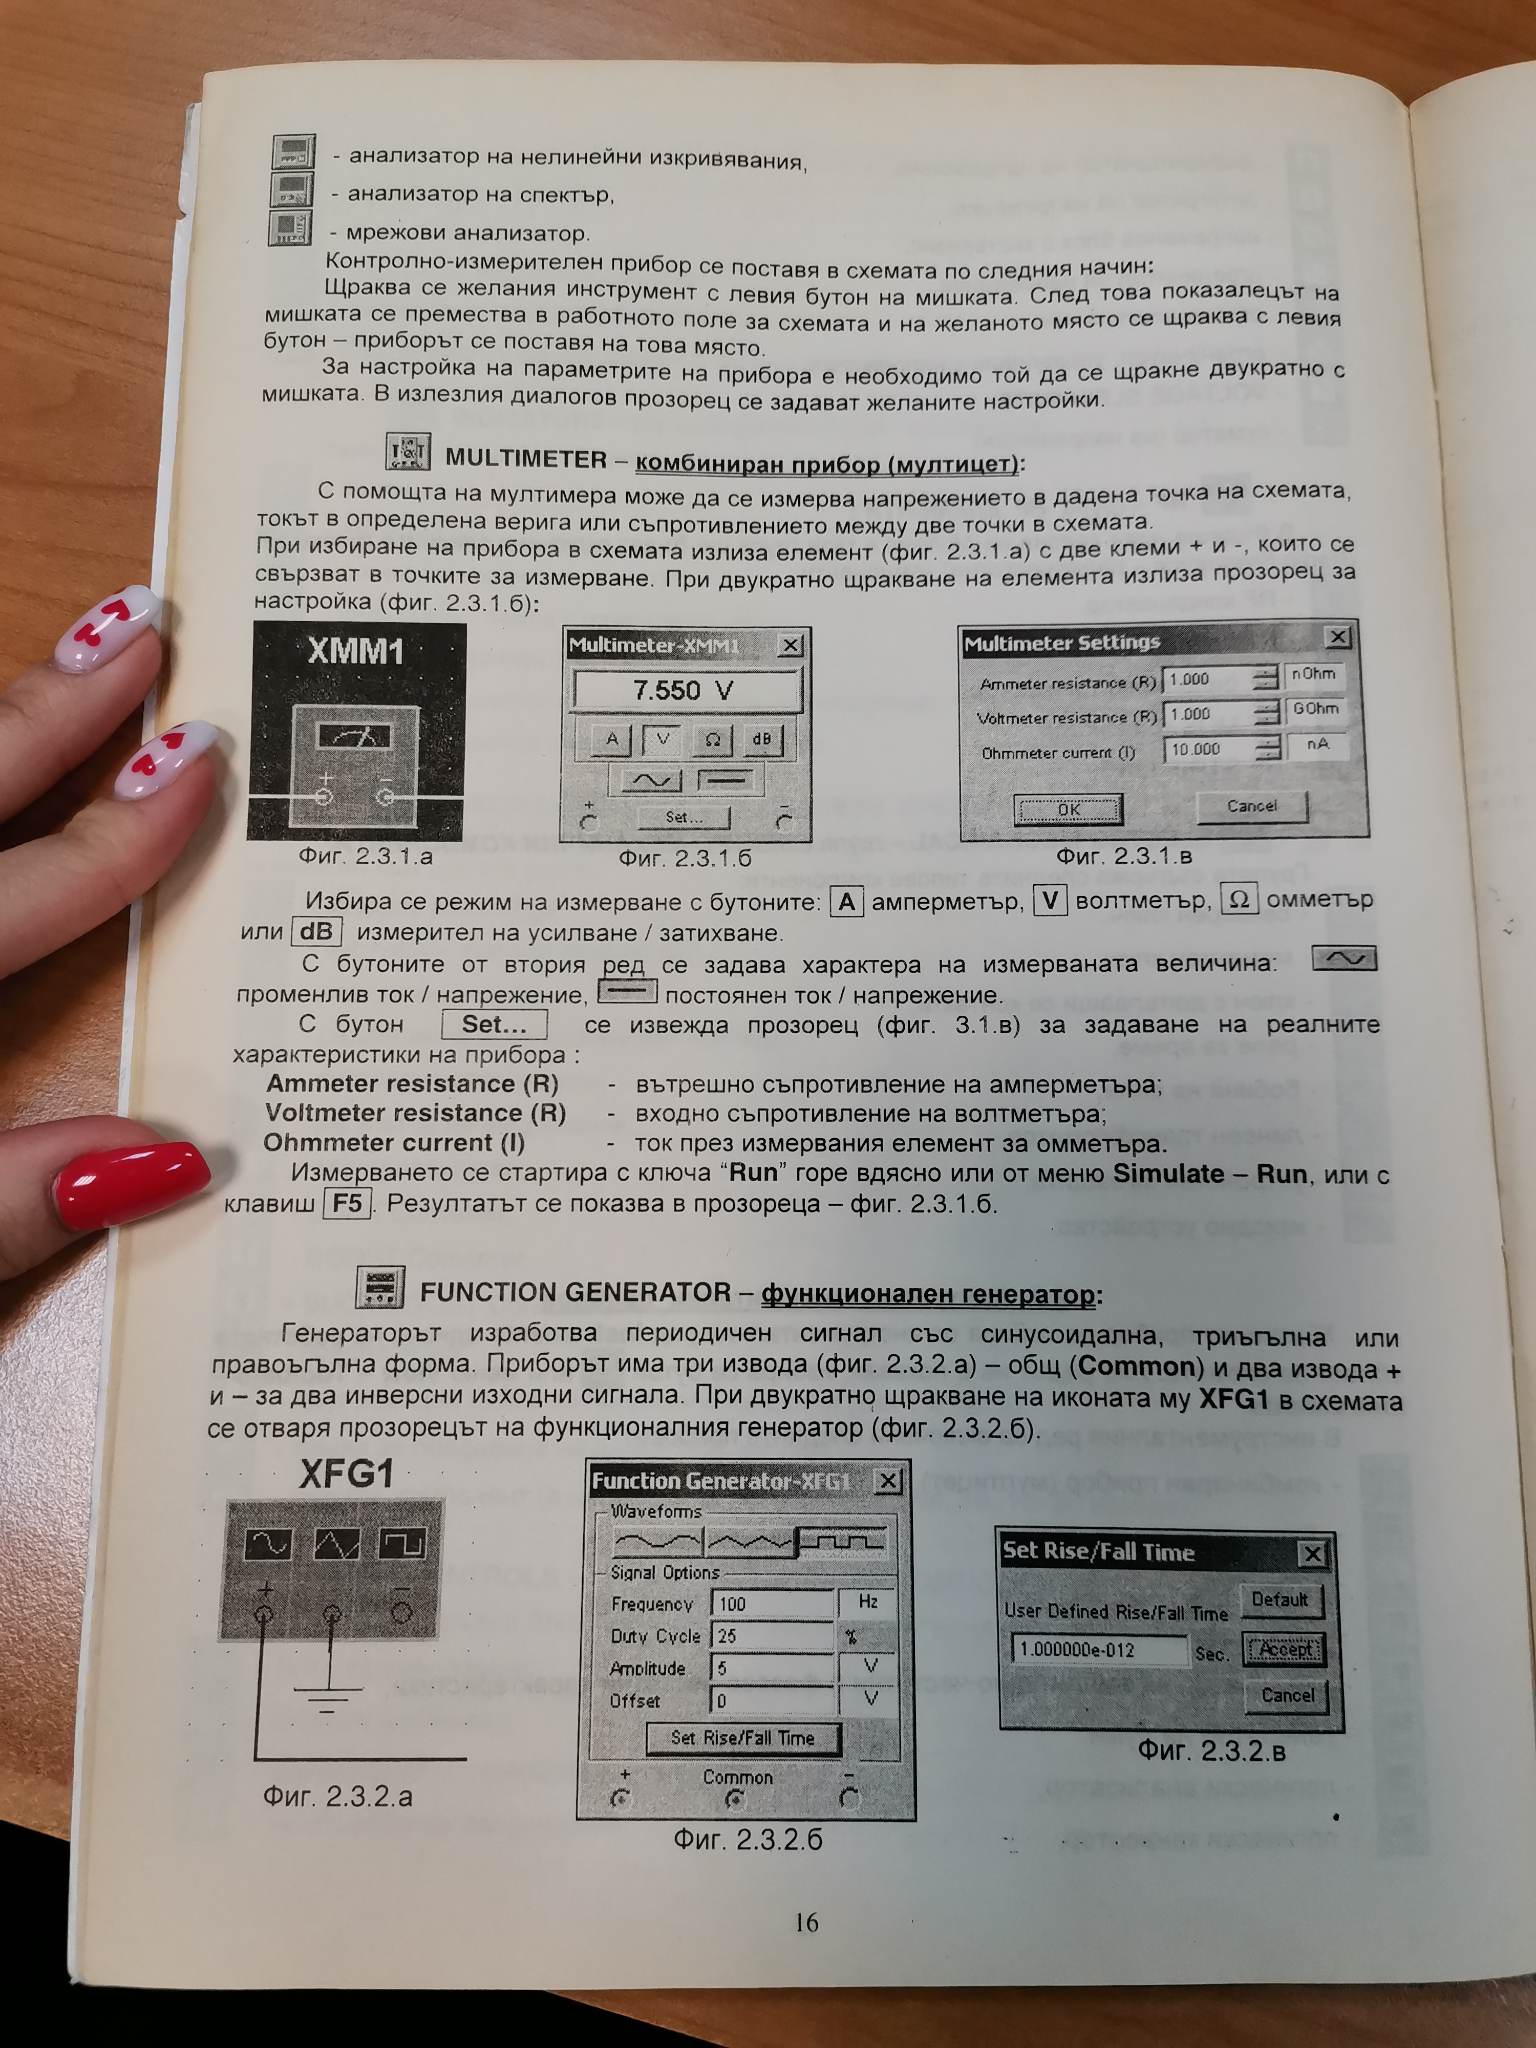 - анализатор на нелинейни изкривявания,
- анализатор на спектър,
- мрежови анализатор.
Контролно-измерителен прибор се поставя в схемата по следния начин:
Щраква се желания инструмент с левия бутон на мишката. След това показалецът на
мишката се премества в работното поле за схемата и на желаното място се щраква с левия
бутон – приборът се поставя на това място.
За настройка на параметрите на прибора е необходимо той да се щракне двукратно с
мишката. В излезлия диалогов прозорец се задават желаните настройки.
MULTIMETER – комбиниран прибор (мултицет):
С помощта на мултимера може да се измерва напрежението в дадена точка на схемата,
токът в определена верига или съпротивлението между две точки в схемата.
При избиране на прибора в схемата излиза елемент (фиг. 2.3.1.а) с две клеми + и -, които се
свързват в точките за измерване. При двукратно щракване на елемента излиза прозорец за
настройка (фиг. 2.3.1.б):
XMM1
+ −
Фиг. 2.3.1.а
Multimeter-XMM1
7.550 V
A V Ω dB
+ −
Set...
Фиг. 2.3.1.б
Multimeter Settings
Ammeter resistance (R) 1.000 nOhm
Voltmeter resistance (R) 1.000 GOhm
Ohmmeter current (I) 10.000 nA
OK Cancel
Фиг. 2.3.1.в
Избира се режим на измерване с бутоните: A амперметър, V волтметър, Ω омметър
или dB измерител на усилване / затихване.
С бутоните от втория ред се задава характера на измерваната величина:
променлив ток / напрежение, постоянен ток / напрежение.
С бутон Set... се извежда прозорец (фиг. 3.1.в) за задаване на реалните
характеристики на прибора :
Ammeter resistance (R) - вътрешно съпротивление на амперметъра;
Voltmeter resistance (R) - входно съпротивление на волтметъра;
Ohmmeter current (I) - ток през измервания елемент за омметъра.
Измерването се стартира с ключа “Run” горе вдясно или от меню Simulate – Run, или с
клавиш F5. Резултатът се показва в прозореца – фиг. 2.3.1.б.
FUNCTION GENERATOR – функционален генератор:
Генераторът изработва периодичен сигнал със синусоидална, триъгълна или
правоъгълна форма. Приборът има три извода (фиг. 2.3.2.а) – общ (Common) и два извода +
и – за два инверсни изходни сигнала. При двукратно щракване на иконата му XFG1 в схемата
се отваря прозорецът на функционалния генератор (фиг. 2.3.2.б).
XFG1
+ −
Фиг. 2.3.2.а
Function Generator-XFG1
Waveforms
Signal Options
Frequency 100 Hz
Duty Cycle 25 %
Amplitude 5 V
Offset 0 V
Set Rise/Fall Time
+ Common −
Фиг. 2.3.2.б
Set Rise/Fall Time
Default
User Defined Rise/Fall Time
1.000000e-012 Sec. Accept
Cancel
Фиг. 2.3.2.в
16